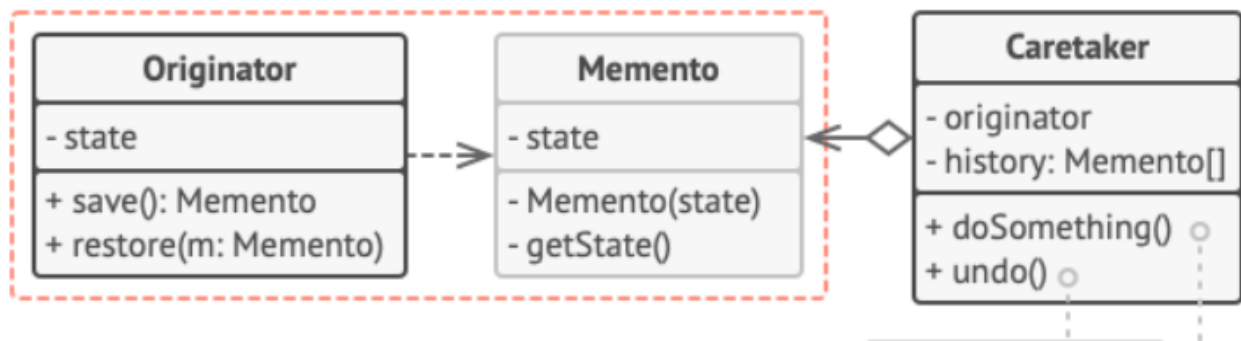 Originator
- state
+ save(): Memento
+ restore(m: Memento)
Memento
- state
- Memento(state)
- getState()
Caretaker
- originator
- history: Memento[]
+ doSomething()
+ undo()